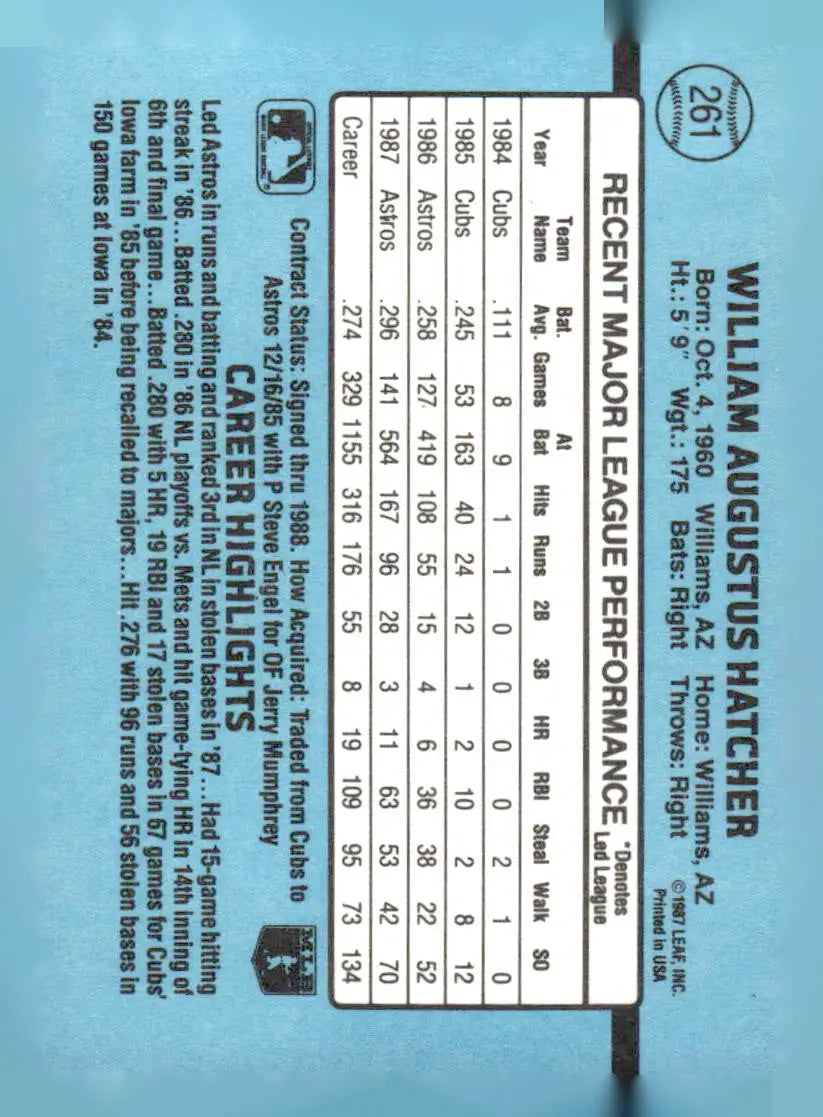 261
WILLIAM AUGUSTUS HATCHER
Born: Oct. 4, 1960 Williams, AZ Home: Williams, AZ
Ht.: 5' 9" Wgt.: 175 Bats: Right Throws: Right
©1987 LEAF, INC.
Printed in USA
RECENT MAJOR LEAGUE PERFORMANCE *Denotes Led League
Year Team Name Bat. Avg. Games At Bat Hits Runs 2B 3B HR RBI Steal Walk SO
1984 Cubs .111 8 9 1 1 0 0 0 0 2 1 0
1985 Cubs .245 53 163 40 24 12 1 2 10 2 8 12
1986 Astros .258 127 419 108 55 15 4 6 36 38 22 52
1987 Astros .296 141 564 167 96 28 3 11 63 53 42 70
Career .274 329 1155 316 176 55 8 19 109 95 73 134
Contract Status: Signed thru 1988. How Acquired: Traded from Cubs to
Astros 12/16/85 with P Steve Engel for OF Jerry Mumphrey
MLB
CAREER HIGHLIGHTS
Led Astros in runs and batting and ranked 3rd in NL in stolen bases in '87...Had 15-game hitting
streak in '86...Batted .280 in '86 NL playoffs vs. Mets and hit game-tying HR in 14th inning of
6th and final game...Batted .280 with 5 HR, 19 RBI and 17 stolen bases in 67 games for Cubs'
Iowa farm in '85 before being recalled to majors...Hit .276 with 96 runs and 56 stolen bases in
150 games at Iowa in '84.